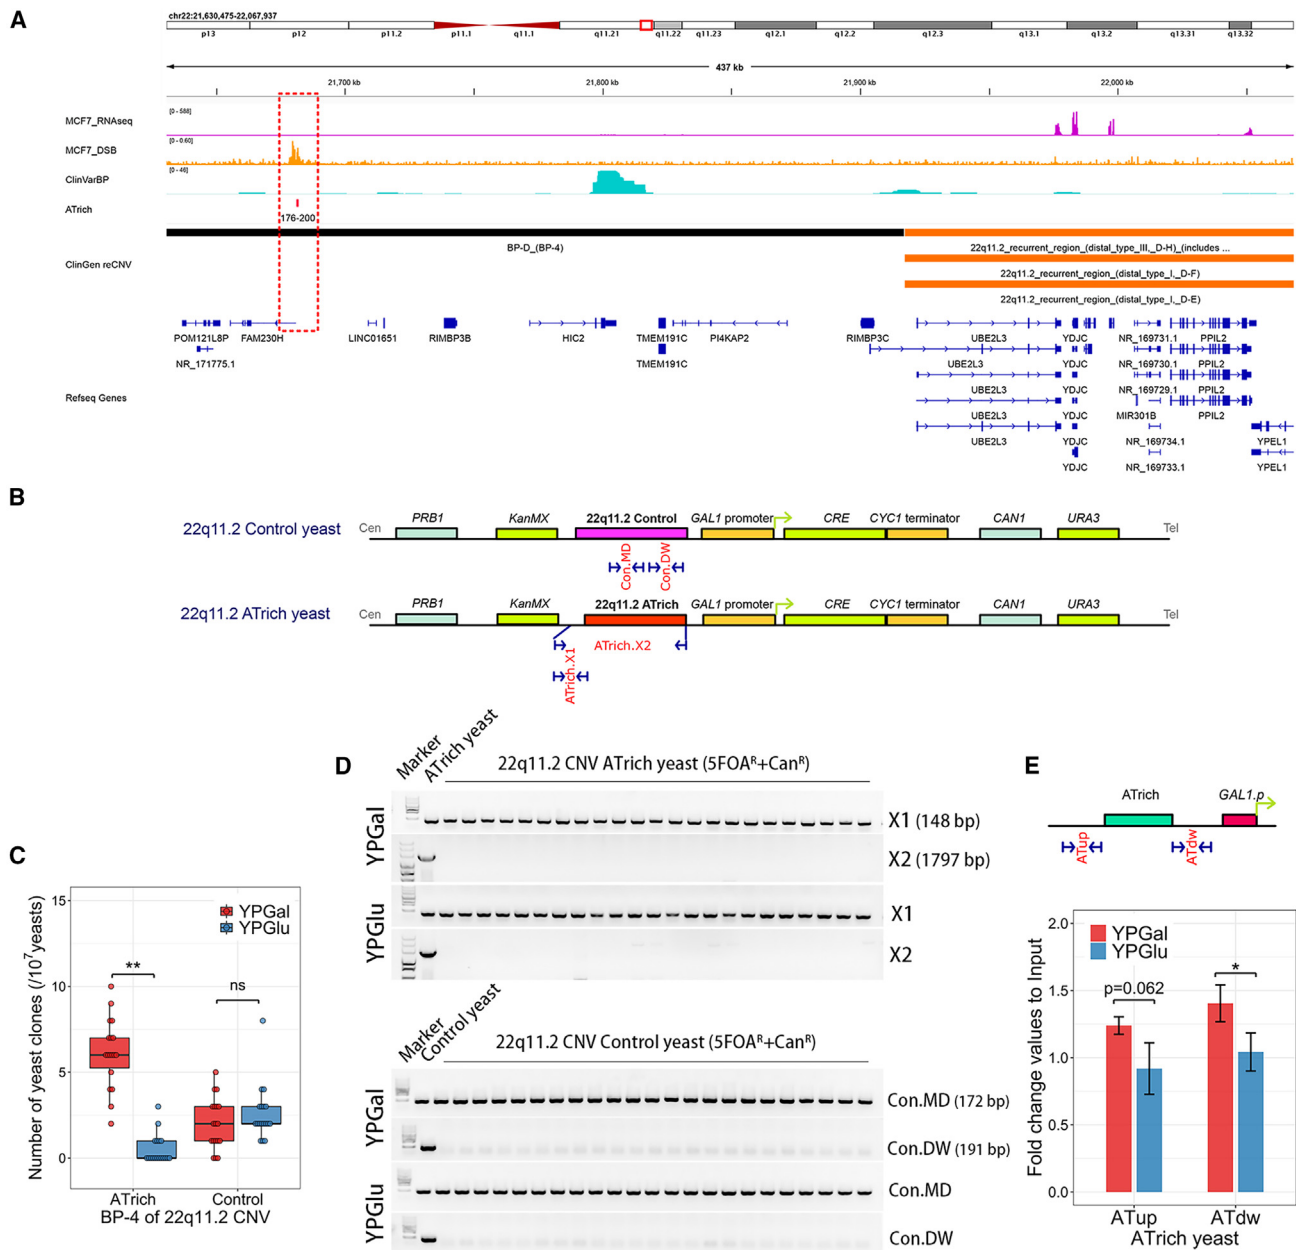 A
chr22:21,630,475-22,067,937
p13 p12 p11.2 p11.1 q11.1 q11.21 q11.22 q11.23 q12.1 q12.2 q12.3 q13.1 q13.2 q13.31 q13.32
437 kb
21,700 kb 21,800 kb 21,900 kb 22,000 kb
MCF7_RNAseq [0 - 588]
MCF7_DSB [0 - 0.60]
ClinVarBP [0 - 46]
ATrich
176-200
ClinGen reCNV
BP-D_(BP-4)
22q11.2_recurrent_region_(distal_type_III,_D-H)_(includes ...
22q11.2_recurrent_region_(distal_type_I,_D-F)
22q11.2_recurrent_region_(distal_type_I,_D-E)
Refseq Genes
POM121L8P FAM230H LINC01651 RIMBP3B HIC2 TMEM191C PI4KAP2 RIMBP3C UBE2L3 YDJC NR_169731.1 PPIL2
NR_171775.1 TMEM191C UBE2L3 YDJC NR_169730.1 PPIL2
UBE2L3 YDJC NR_169729.1 PPIL2
UBE2L3 YDJC MIR301B PPIL2
UBE2L3 YDJC NR_169734.1 YPEL1
YDJC NR_169733.1 YPEL1
B
22q11.2 Control yeast
Cen PRB1 KanMX 22q11.2 Control GAL1 promoter CRE CYC1 terminator CAN1 URA3 Tel
Con.MD Con.DW
22q11.2 ATrich yeast
Cen PRB1 KanMX 22q11.2 ATrich GAL1 promoter CRE CYC1 terminator CAN1 URA3 Tel
ATrich.X2
ATrich.X1
C
Number of yeast clones (/10⁷yeasts)
15
10
5
0
YPGal
YPGlu
**
ns
ATrich Control
BP-4 of 22q11.2 CNV
D
Marker
ATrich yeast
22q11.2 CNV ATrich yeast (5FOAᴿ+Canᴿ)
YPGal
X1 (148 bp)
X2 (1797 bp)
YPGlu
X1
X2
Marker
Control yeast
22q11.2 CNV Control yeast (5FOAᴿ+Canᴿ)
YPGal
Con.MD (172 bp)
Con.DW (191 bp)
YPGlu
Con.MD
Con.DW
E
ATrich GAL1.p
ATup ATdw
Fold change values to Input
2.0
1.5
1.0
0.5
0.0
YPGal
YPGlu
p=0.062
*
ATup ATdw
ATrich yeast